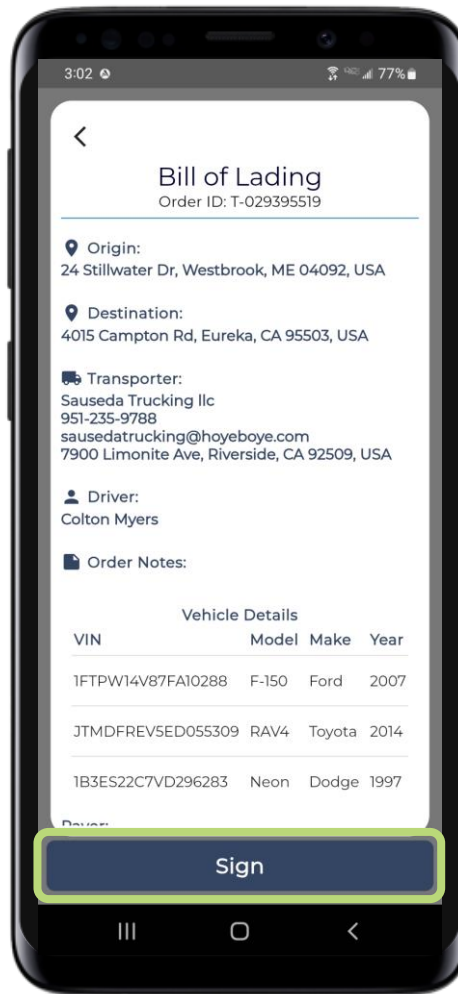 3:02 77%
Bill of Lading
Order ID: T-029395519
Origin:
24 Stillwater Dr, Westbrook, ME 04092, USA
Destination:
4015 Campton Rd, Eureka, CA 95503, USA
Transporter:
Sauseda Trucking llc
951-235-9788
sausedatrucking@hoyeboye.com
7900 Limonite Ave, Riverside, CA 92509, USA
Driver:
Colton Myers
Order Notes:
Vehicle Details
VIN Model Make Year
1FTPW14V87FA10288 F-150 Ford 2007
JTMDFREV5ED055309 RAV4 Toyota 2014
1B3ES22C7VD296283 Neon Dodge 1997
Sign